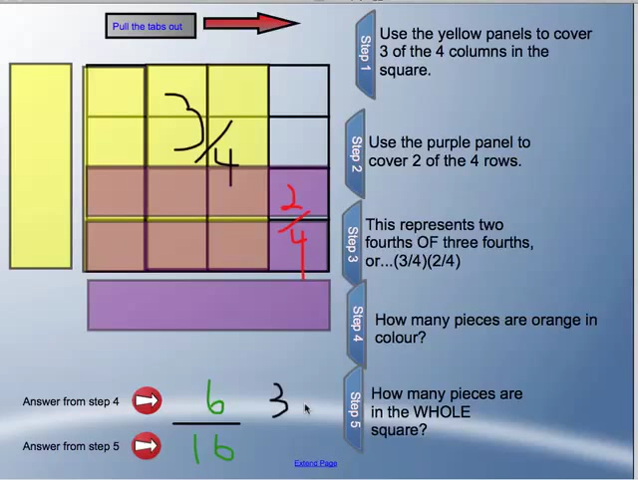 Pull the tabs out
Step 1
Use the yellow panels to cover
3 of the 4 columns in the
square.
3/4
Step 2
Use the purple panel to
cover 2 of the 4 rows.
2/4
Step 3
This represents two
fourths OF three fourths,
or...(3/4)(2/4)
Step 4
How many pieces are orange in
colour?
Step 5
How many pieces are
in the WHOLE
square?
Answer from step 4
6
3
Answer from step 5
16
Extend Page